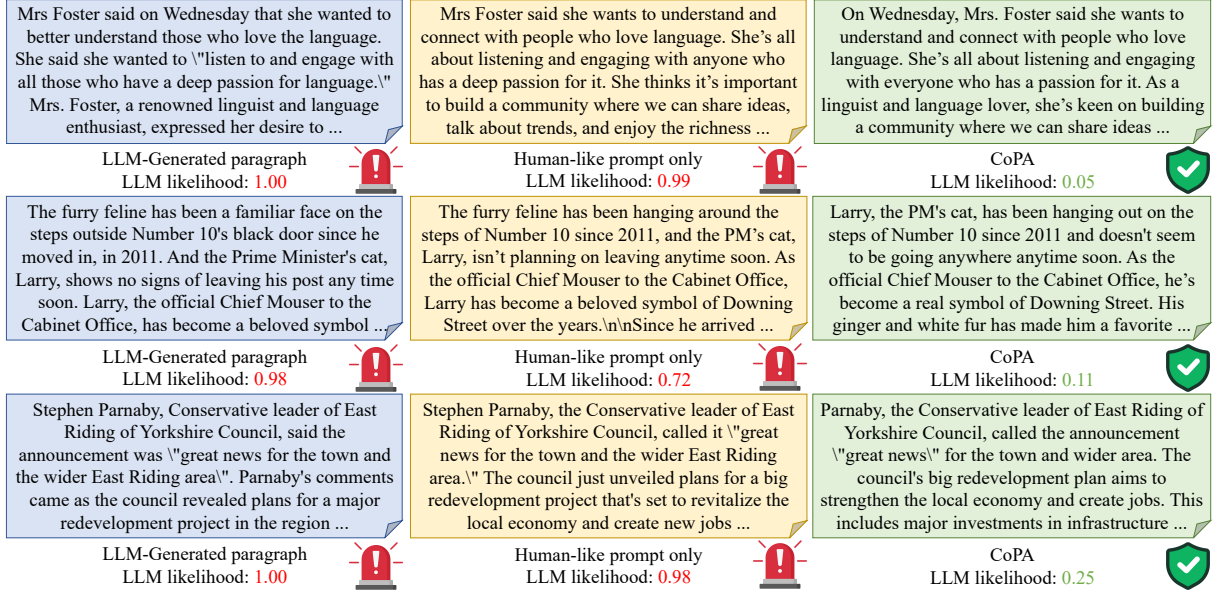 Mrs Foster said on Wednesday that she wanted to
better understand those who love the language.
She said she wanted to \"listen to and engage with
all those who have a deep passion for language.\"
Mrs. Foster, a renowned linguist and language
enthusiast, expressed her desire to ...
LLM-Generated paragraph
LLM likelihood: 1.00
Mrs Foster said she wants to understand and
connect with people who love language. She's all
about listening and engaging with anyone who
has a deep passion for it. She thinks it's important
to build a community where we can share ideas,
talk about trends, and enjoy the richness ...
Human-like prompt only
LLM likelihood: 0.99
On Wednesday, Mrs. Foster said she wants to
understand and connect with people who love
language. She's all about listening and engaging
with everyone who has a passion for it. As a
linguist and language lover, she's keen on building
a community where we can share ideas ...
CoPA
LLM likelihood: 0.05
The furry feline has been a familiar face on the
steps outside Number 10's black door since he
moved in, in 2011. And the Prime Minister's cat,
Larry, shows no signs of leaving his post any time
soon. Larry, the official Chief Mouser to the
Cabinet Office, has become a beloved symbol ...
LLM-Generated paragraph
LLM likelihood: 0.98
The furry feline has been hanging around the
steps of Number 10 since 2011, and the PM's cat,
Larry, isn't planning on leaving anytime soon. As
the official Chief Mouser to the Cabinet Office,
Larry has become a beloved symbol of Downing
Street over the years.\n\nSince he arrived ...
Human-like prompt only
LLM likelihood: 0.72
Larry, the PM's cat, has been hanging out on the
steps of Number 10 since 2011 and doesn't seem
to be going anywhere anytime soon. As the
official Chief Mouser to the Cabinet Office, he's
become a real symbol of Downing Street. His
ginger and white fur has made him a favorite ...
CoPA
LLM likelihood: 0.11
Stephen Parnaby, Conservative leader of East
Riding of Yorkshire Council, said the
announcement was \"great news for the town and
the wider East Riding area\". Parnaby's comments
came as the council revealed plans for a major
redevelopment project in the region ...
LLM-Generated paragraph
LLM likelihood: 1.00
Stephen Parnaby, the Conservative leader of East
Riding of Yorkshire Council, called it \"great
news for the town and the wider East Riding
area.\" The council just unveiled plans for a big
redevelopment project that's set to revitalize the
local economy and create new jobs ...
Human-like prompt only
LLM likelihood: 0.98
Parnaby, the Conservative leader of East Riding of
Yorkshire Council, called the announcement
\"great news\" for the town and wider area. The
council's big redevelopment plan aims to
strengthen the local economy and create jobs. This
includes major investments in infrastructure ...
CoPA
LLM likelihood: 0.25